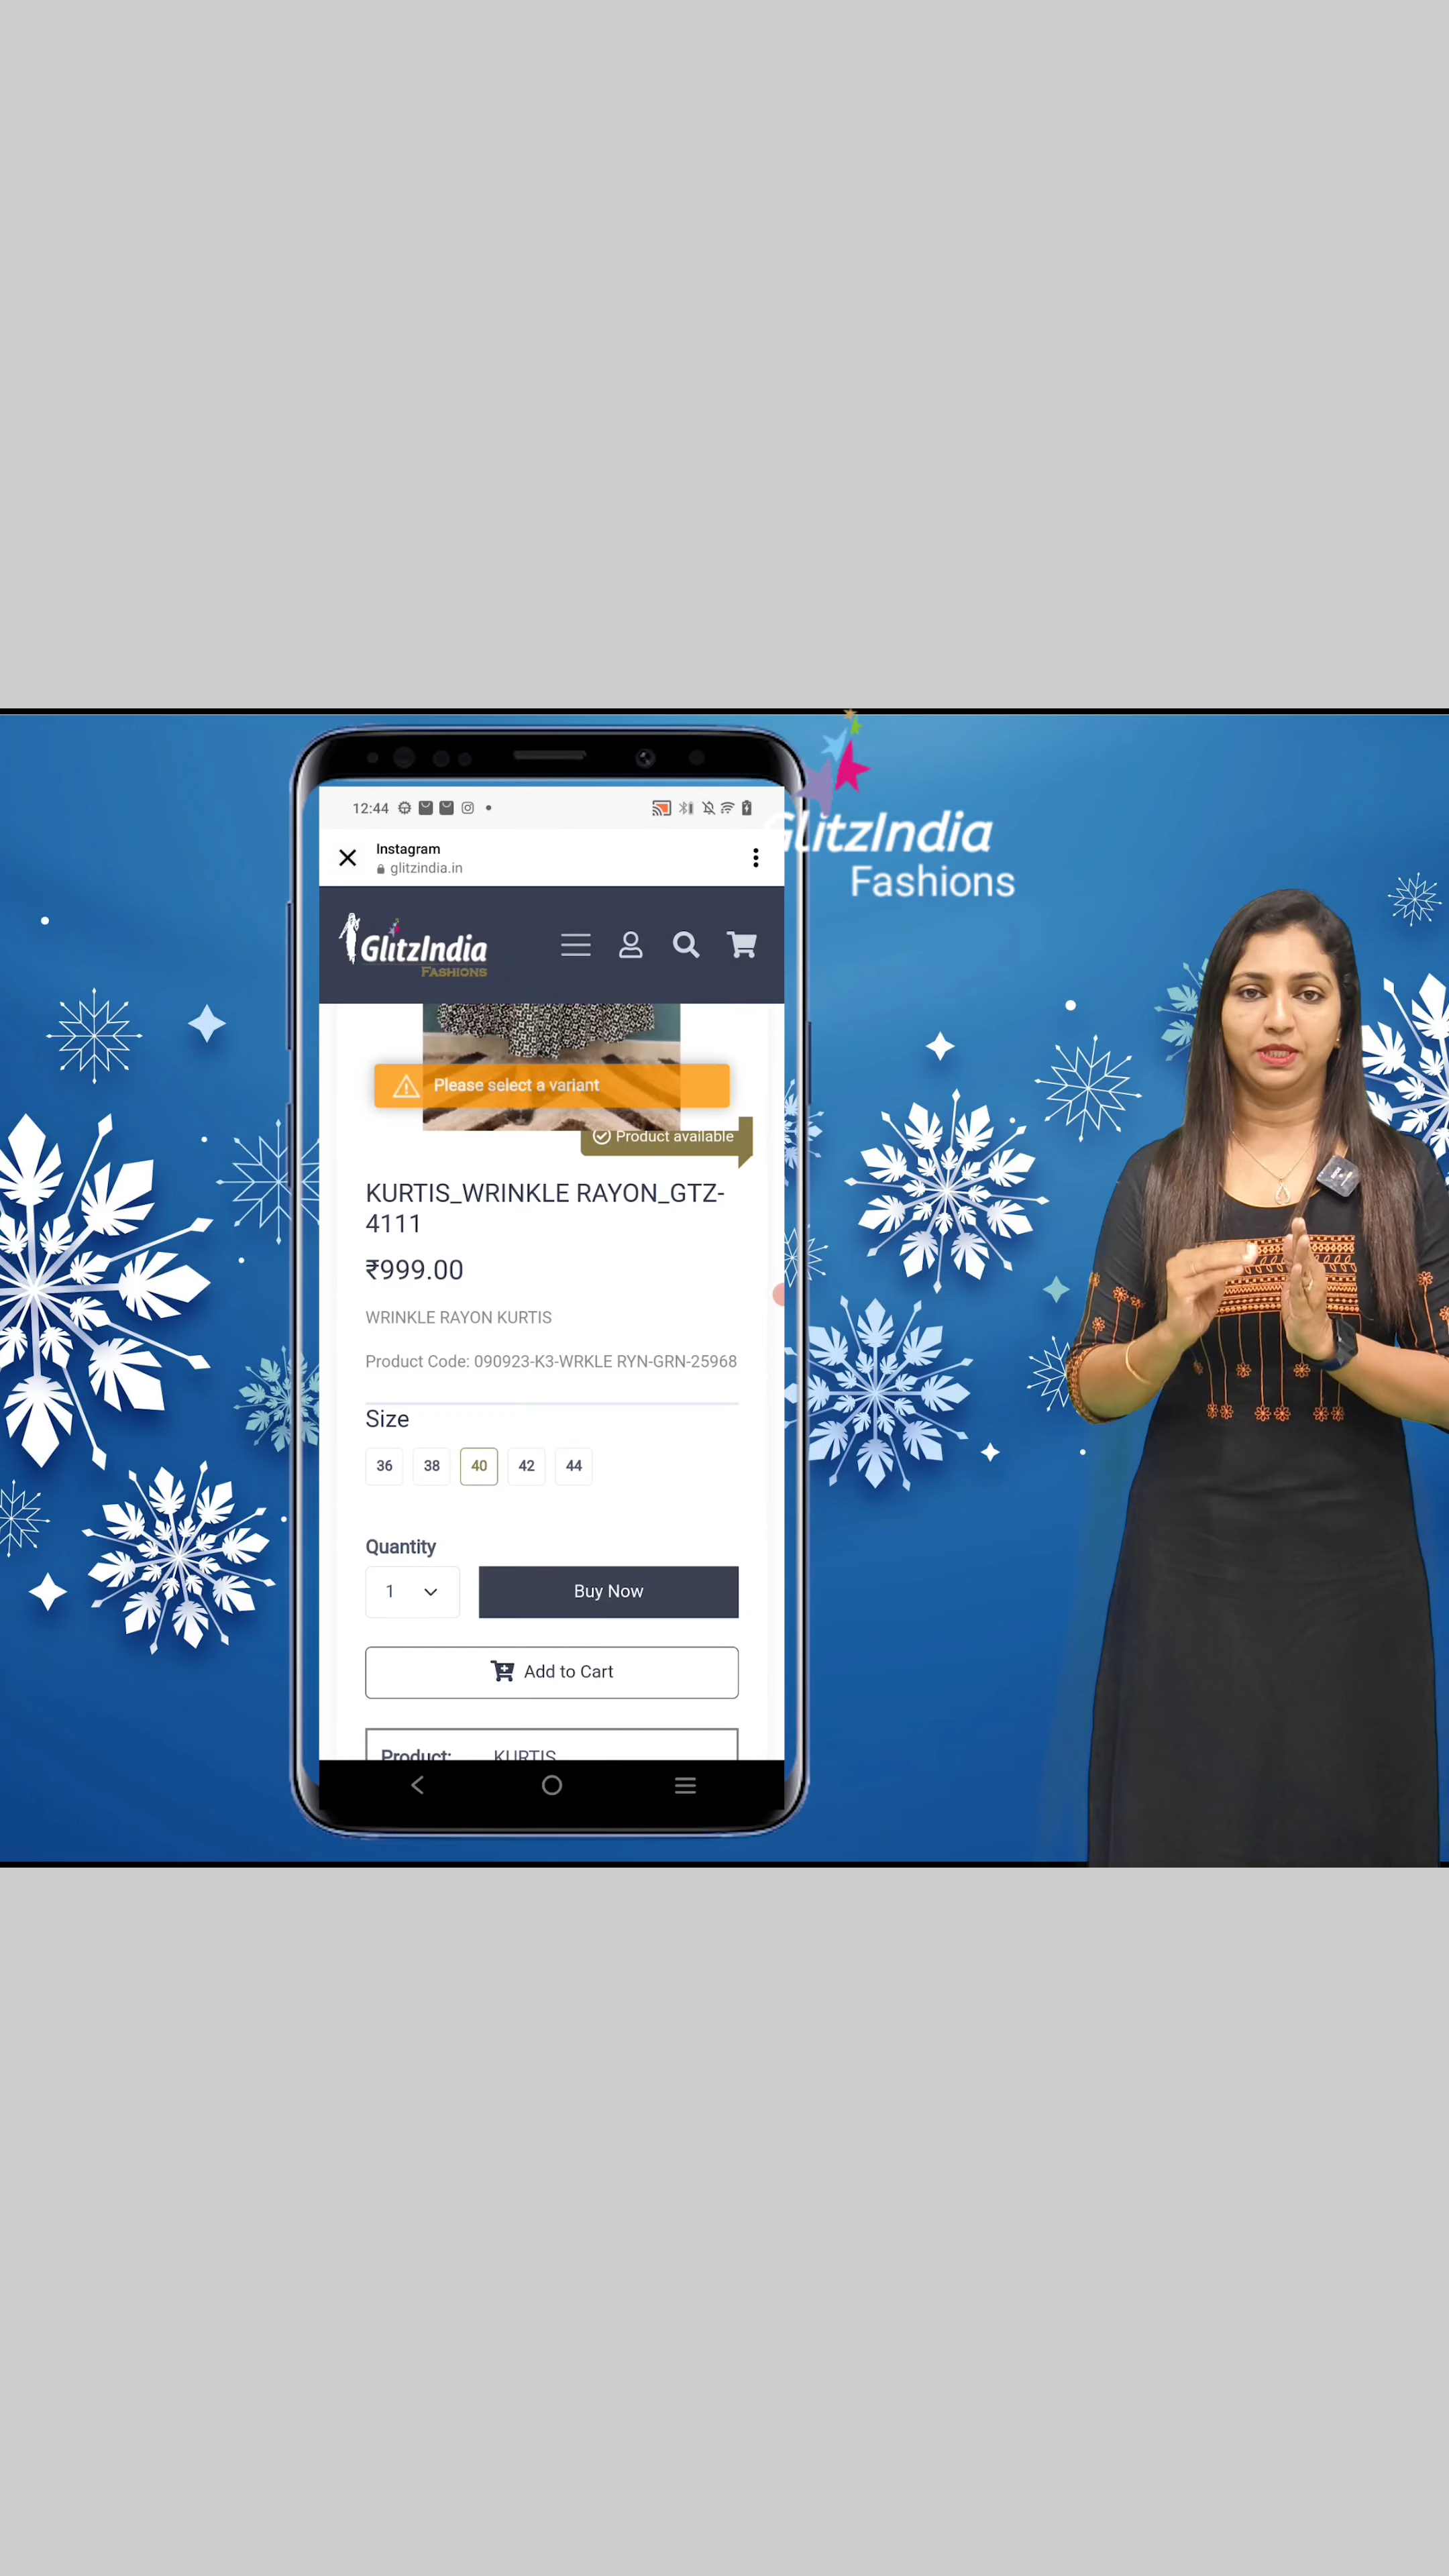 12:44
Instagram
glitzindia.in
GlitzIndia
FASHIONS
GlitzIndia
Fashions
Please select a variant
Product available
KURTIS_WRINKLE RAYON_GTZ-
4111
₹999.00
WRINKLE RAYON KURTIS
Product Code: 090923-K3-WRKLE RYN-GRN-25968
Size
36 38 40 42 44
Quantity
1 Buy Now
Add to Cart
Product: KURTIS